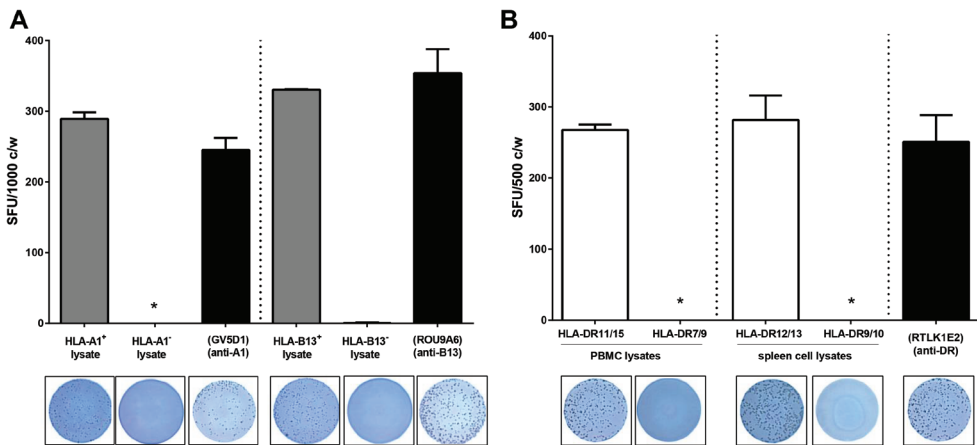 A
SFU/1000 c/w
400
300
200
100
0
*
HLA-A1+ lysate
HLA-A1- lysate
(GV5D1) (anti-A1)
HLA-B13+ lysate
HLA-B13- lysate
(ROU9A6) (anti-B13)
B
SFU/500 c/w
400
300
200
100
0
*
*
HLA-DR11/15
HLA-DR7/9
HLA-DR12/13
HLA-DR9/10
(RTLK1E2) (anti-DR)
PBMC lysates
spleen cell lysates